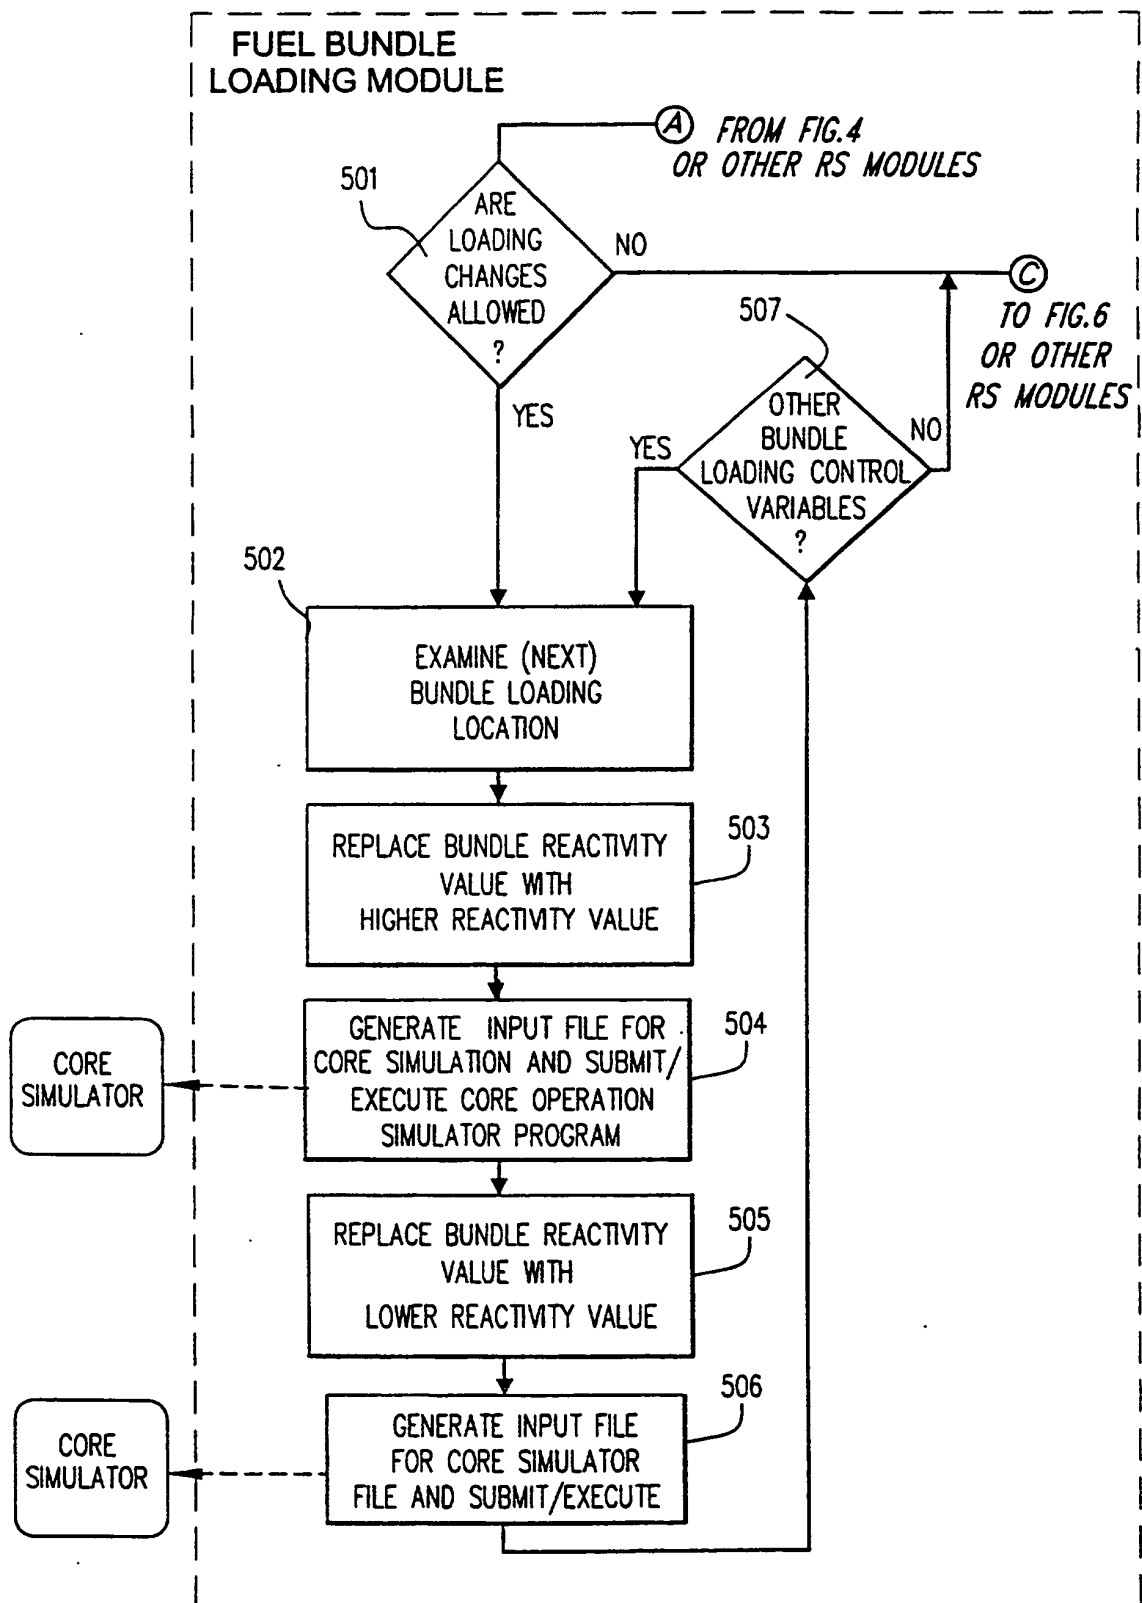 FUEL BUNDLE
LOADING MODULE
A
FROM FIG.4
OR OTHER RS MODULES
501
ARE
LOADING
CHANGES
ALLOWED
?
NO
YES
C
TO FIG.6
OR OTHER
RS MODULES
507
OTHER
BUNDLE
LOADING CONTROL
VARIABLES
?
YES
NO
502
EXAMINE (NEXT)
BUNDLE LOADING
LOCATION
503
REPLACE BUNDLE REACTIVITY
VALUE WITH
HIGHER REACTIVITY VALUE
504
GENERATE INPUT FILE FOR
CORE SIMULATION AND SUBMIT/
EXECUTE CORE OPERATION
SIMULATOR PROGRAM
CORE
SIMULATOR
505
REPLACE BUNDLE REACTIVITY
VALUE WITH
LOWER REACTIVITY VALUE
506
GENERATE INPUT FILE
FOR CORE SIMULATOR
FILE AND SUBMIT/EXECUTE
CORE
SIMULATOR